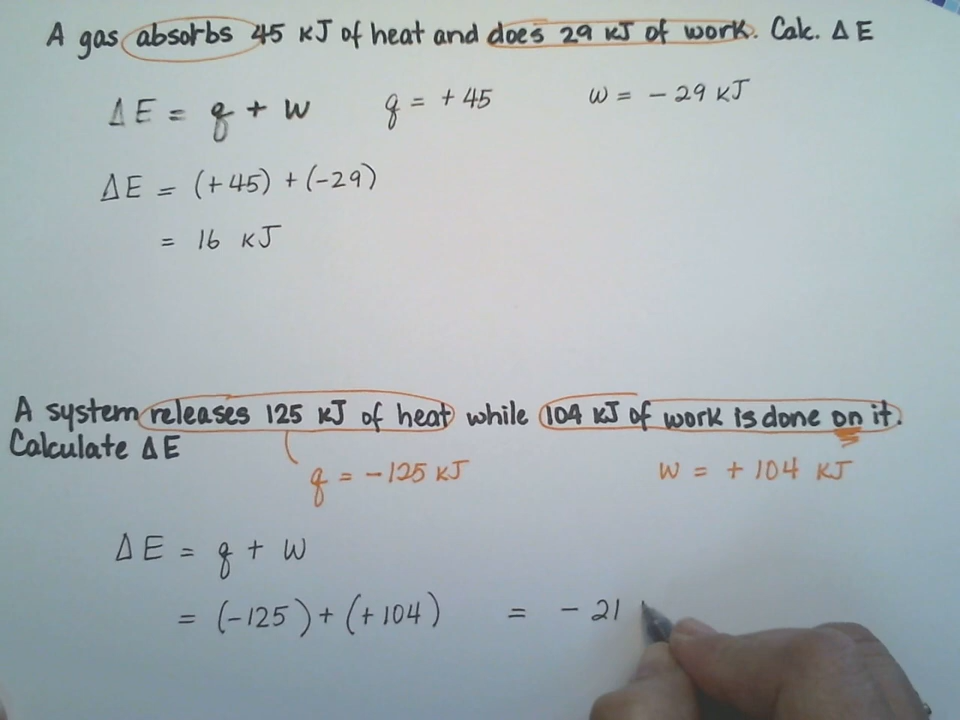 A gas absorbs 45 KJ of heat and does 29 KJ of work. Calc. ΔE
ΔE = q + w q = +45 w = -29 KJ
ΔE = (+45) + (-29)
= 16 KJ
A system releases 125 KJ of heat while 104 KJ of work is done on it.
Calculate ΔE
q = -125 KJ w = +104 KJ
ΔE = q + w
= (-125) + (+104) = -21